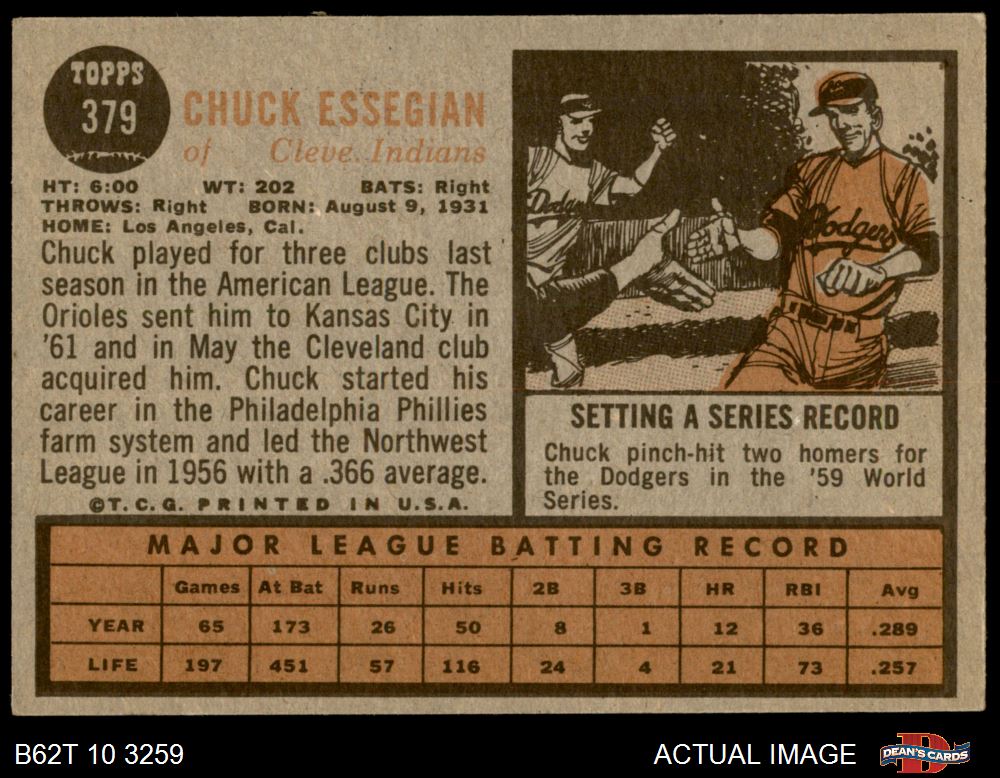 TOPPS
379
CHUCK ESSEGIAN
of Cleve. Indians
HT: 6:00 WT: 202 BATS: Right
THROWS: Right BORN: August 9, 1931
HOME: Los Angeles, Cal.
Chuck played for three clubs last
season in the American League. The
Orioles sent him to Kansas City in
'61 and in May the Cleveland club
acquired him. Chuck started his
career in the Philadelphia Phillies
farm system and led the Northwest
League in 1956 with a .366 average.
©T.C.G. PRINTED IN U.S.A.
Dodgers
SETTING A SERIES RECORD
Chuck pinch-hit two homers for
the Dodgers in the '59 World
Series.
MAJOR LEAGUE BATTING RECORD
Games At Bat Runs Hits 2B 3B HR RBI Avg
YEAR 65 173 26 50 8 1 12 36 .289
LIFE 197 451 57 116 24 4 21 73 .257
B62T 10 3259
ACTUAL IMAGE
DEAN'S CARDS